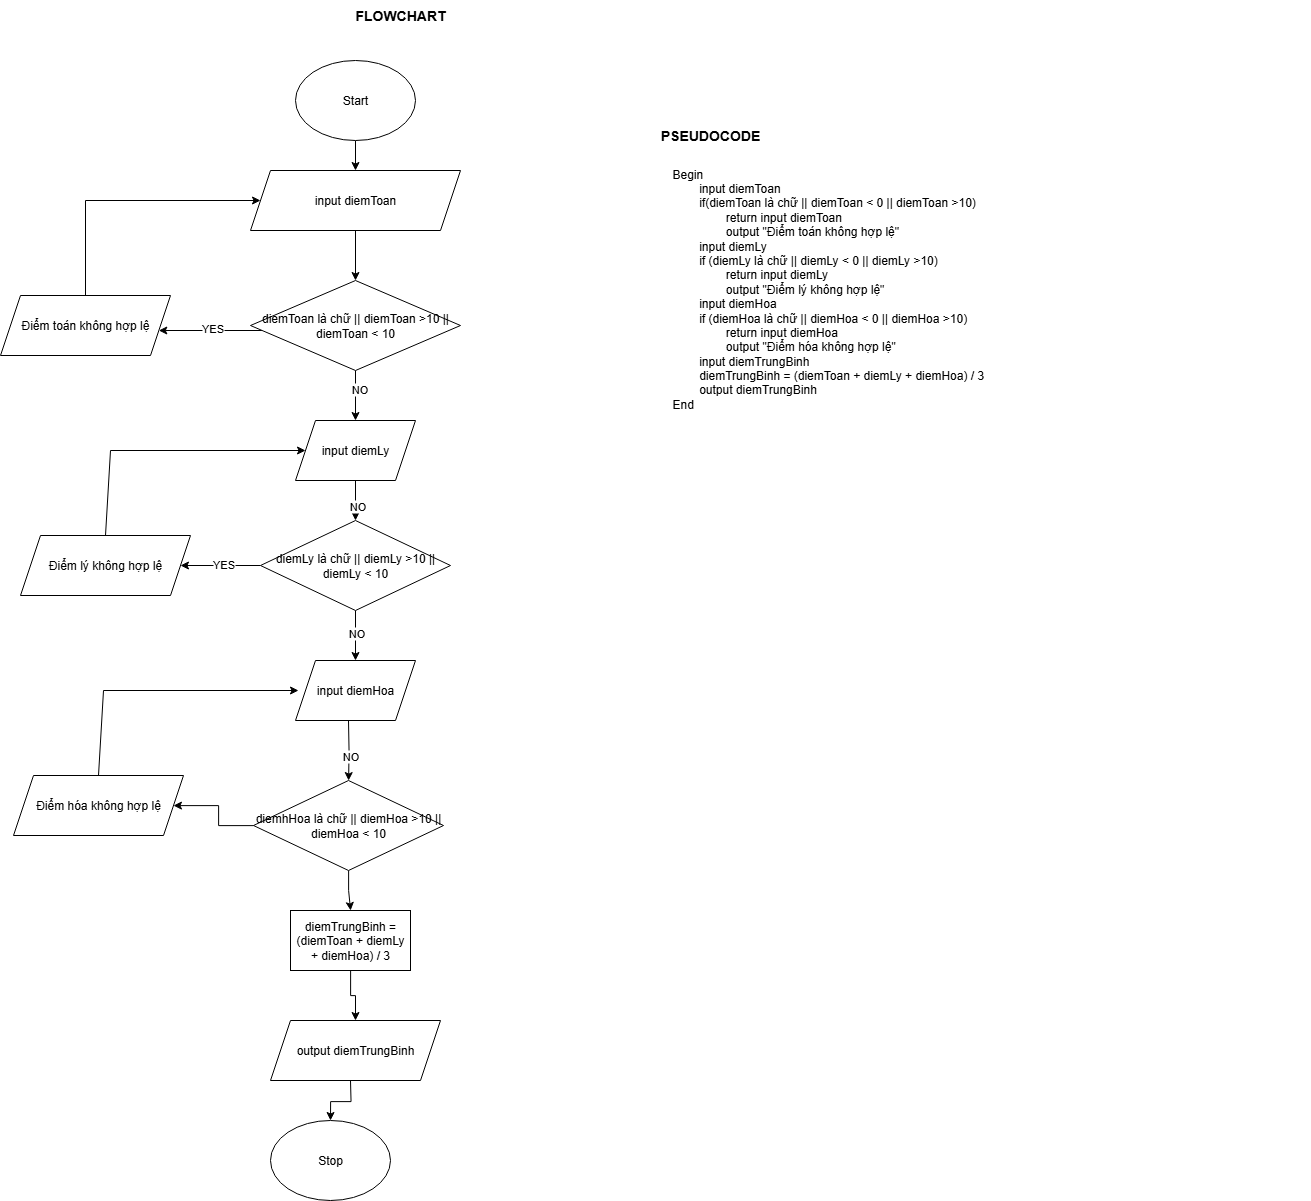 FLOWCHART
Start
input diemToan
diemToan là chữ || diemToan >10 ||
diemToan < 10
YES
Điểm toán không hợp lệ
NO
input diemLy
NO
diemLy là chữ || diemLy >10 ||
diemLy < 10
YES
Điểm lý không hợp lệ
NO
input diemHoa
NO
diemhHoa là chữ || diemHoa >10 ||
diemHoa < 10
Điểm hóa không hợp lệ
diemTrungBinh =
(diemToan + diemLy
+ diemHoa) / 3
output diemTrungBinh
Stop
PSEUDOCODE
Begin
input diemToan
if(diemToan là chữ || diemToan < 0 || diemToan >10)
return input diemToan
output "Điểm toán không hợp lệ"
input diemLy
if (diemLy là chữ || diemLy < 0 || diemLy >10)
return input diemLy
output "Điểm lý không hợp lệ"
input diemHoa
if (diemHoa là chữ || diemHoa < 0 || diemHoa >10)
return input diemHoa
output "Điểm hóa không hợp lệ"
input diemTrungBinh
diemTrungBinh = (diemToan + diemLy + diemHoa) / 3
output diemTrungBinh
End